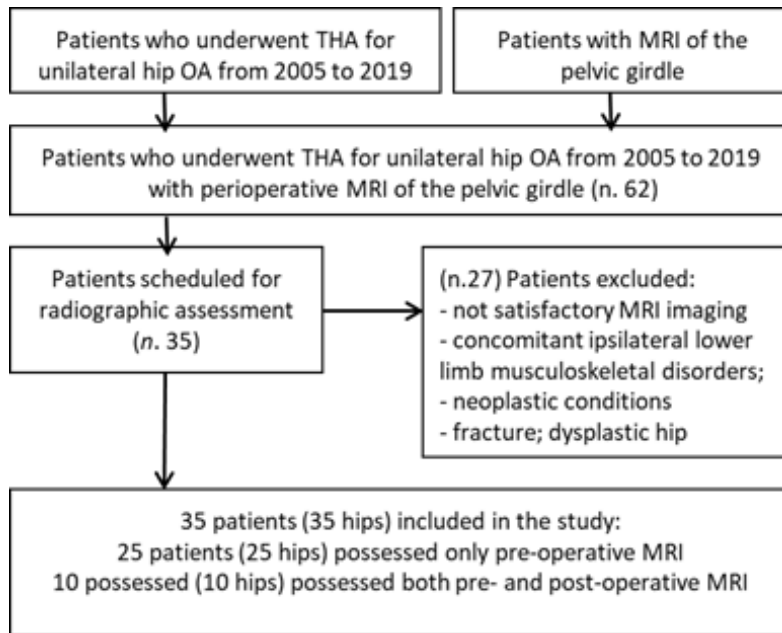 Patients who underwent THA for
unilateral hip OA from 2005 to 2019
Patients with MRI of the
pelvic girdle
Patients who underwent THA for unilateral hip OA from 2005 to 2019
with perioperative MRI of the pelvic girdle (n. 62)
Patients scheduled for
radiographic assessment
(n. 35)
(n.27) Patients excluded:
- not satisfactory MRI imaging
- concomitant ipsilateral lower
limb musculoskeletal disorders;
- neoplastic conditions
- fracture; dysplastic hip
35 patients (35 hips) included in the study:
25 patients (25 hips) possessed only pre-operative MRI
10 possessed (10 hips) possessed both pre- and post-operative MRI